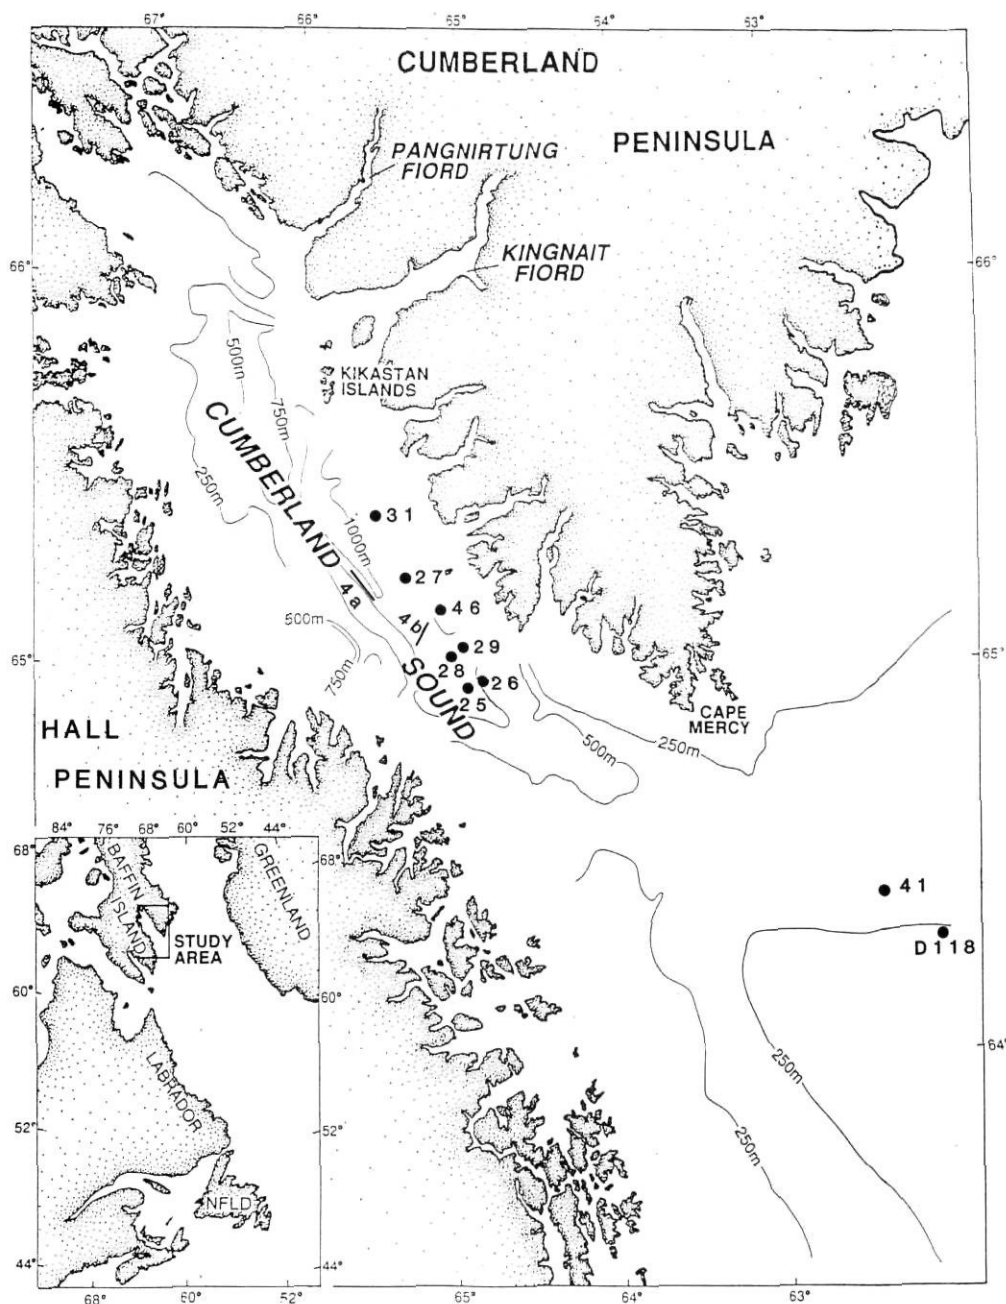 67° 66° 65° 64° 63°
CUMBERLAND
PENINSULA
PANGNIRTUNG
FIORD
KINGNAIT
FIORD
66° 66°
KIKASTAN
ISLANDS
500m
750m
250m
1000m
CUMBERLAND
SOUND
31
27
4a
46
4b
29
28
26
25
500m
750m
65° 65°
CAPE
MERCY
500m
250m
HALL
PENINSULA
41
D118
64°
250m
250m
84° 76° 68° 60° 52° 44°
68° 68°
BAFFIN
ISLAND
GREENLAND
STUDY
AREA
60° 60°
LABRADOR
52° 52°
NFLD
44° 44°
68° 60° 52°
65° 64° 63°